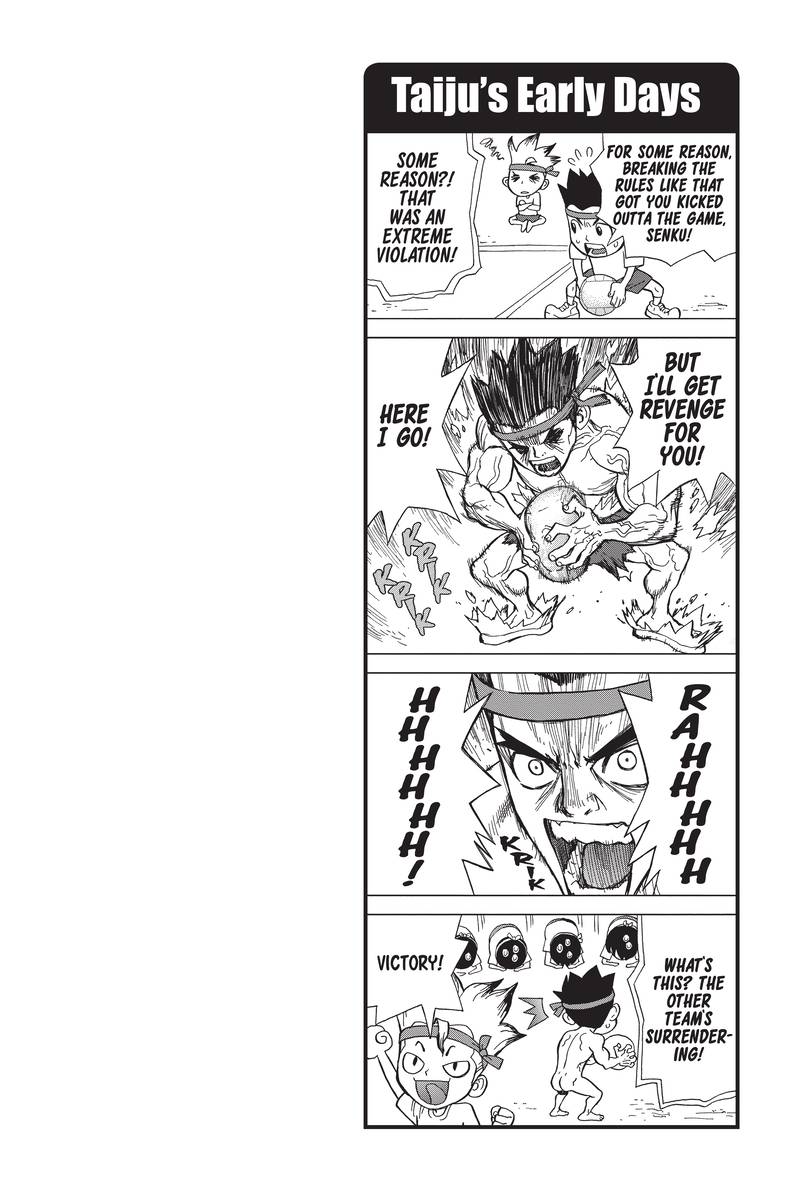 Taiju's Early Days
FOR SOME REASON,
BREAKING THE
RULES LIKE THAT
GOT YOU KICKED
OUTTA THE GAME,
SENKU!
SOME
REASON?!
THAT
WAS AN
EXTREME
VIOLATION!
BUT
I'LL GET
REVENGE
FOR
YOU!
HERE
I GO!
KRIK
KRIK
RAHHHHH
HHHHHH!
KRIK
WHAT'S
THIS? THE
OTHER
TEAM'S
SURRENDER-
ING!
VICTORY!